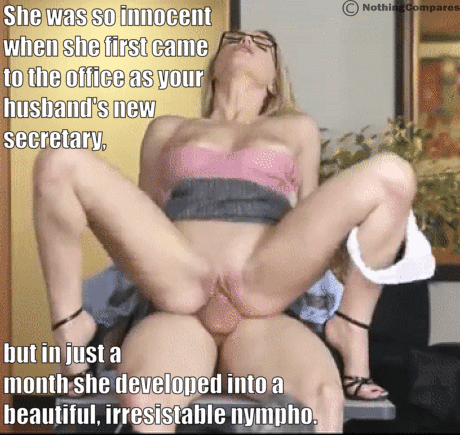 © NothingCompares
She was so innocent
when she first came
to the office as your
husband's new
secretary,
but in just a
month she developed into a
beautiful, irresistable nympho.